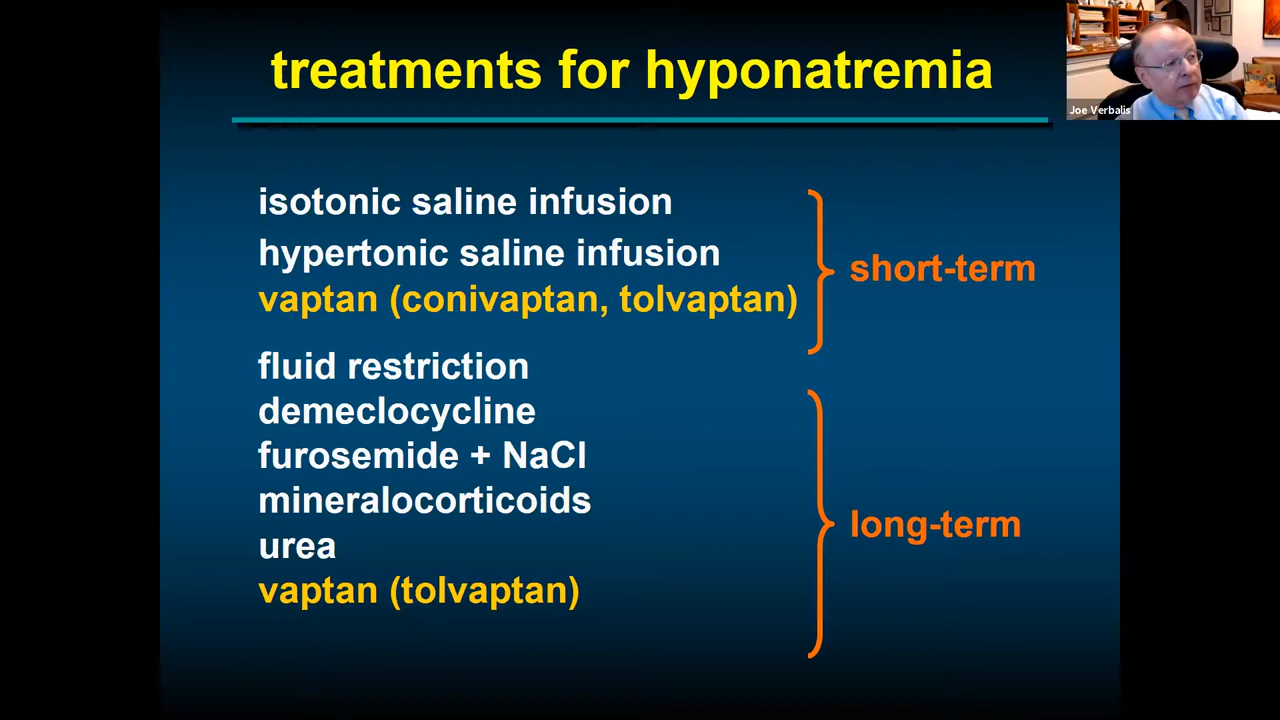 treatments for hyponatremia
Joe Verbalis
isotonic saline infusion
hypertonic saline infusion
vaptan (conivaptan, tolvaptan)
short-term
fluid restriction
demeclocycline
furosemide + NaCl
mineralocorticoids
urea
vaptan (tolvaptan)
long-term